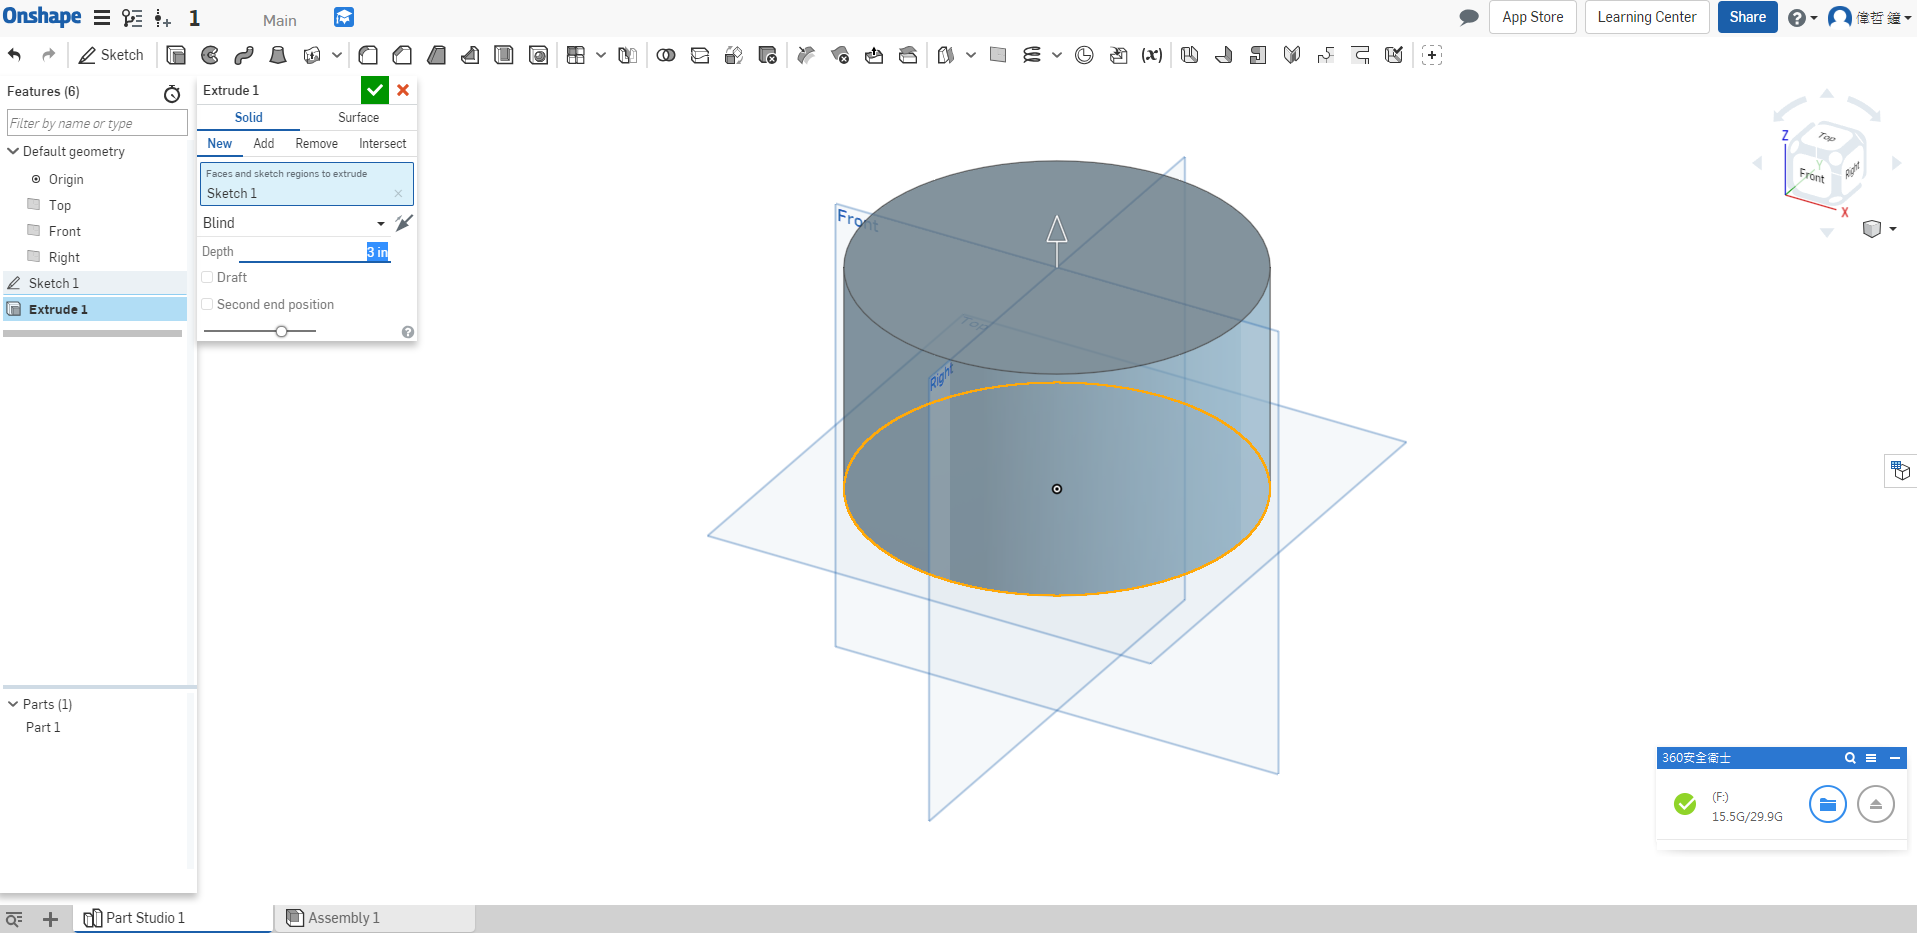 Onshape
1
Main
App Store
Learning Center
Share
偉哲 鐘
Sketch
(x)
Features (6)
Filter by name or type
Default geometry
Origin
Top
Front
Right
Sketch 1
Extrude 1
Extrude 1
Solid
Surface
New
Add
Remove
Intersect
Faces and sketch regions to extrude
Sketch 1
Blind
Depth
3 in
Draft
Second end position
Front
Top
Right
Z
Top
Y
Front
Right
X
Parts (1)
Part 1
360安全衛士
(F:)
15.5G/29.9G
Part Studio 1
Assembly 1